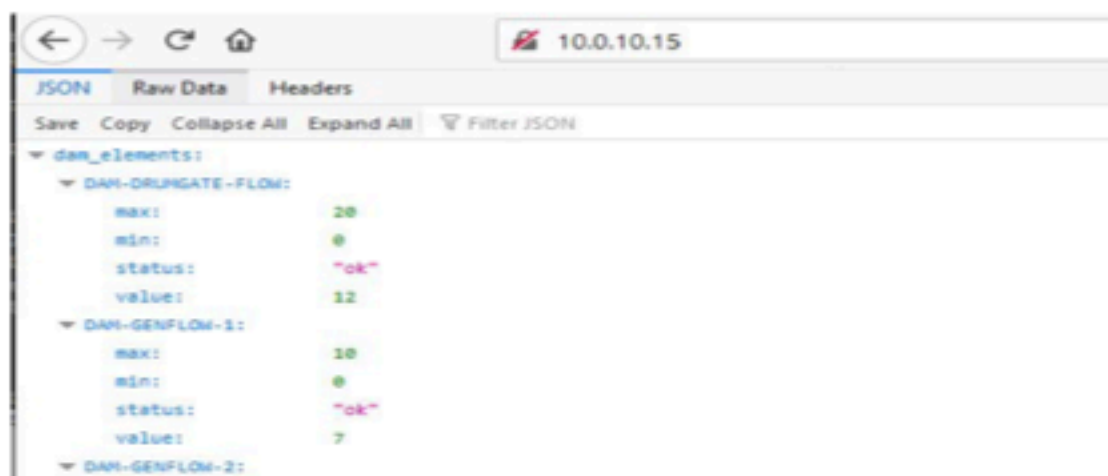 10.0.10.15
JSON Raw Data Headers
Save Copy Collapse All Expand All Filter JSON
dam_elements:
DAM-DRUMGATE-FLOW:
max: 20
min: 0
status: "ok"
value: 12
DAM-GENFLOW-1:
max: 10
min: 0
status: "ok"
value: 7
DAM-GENFLOW-2: